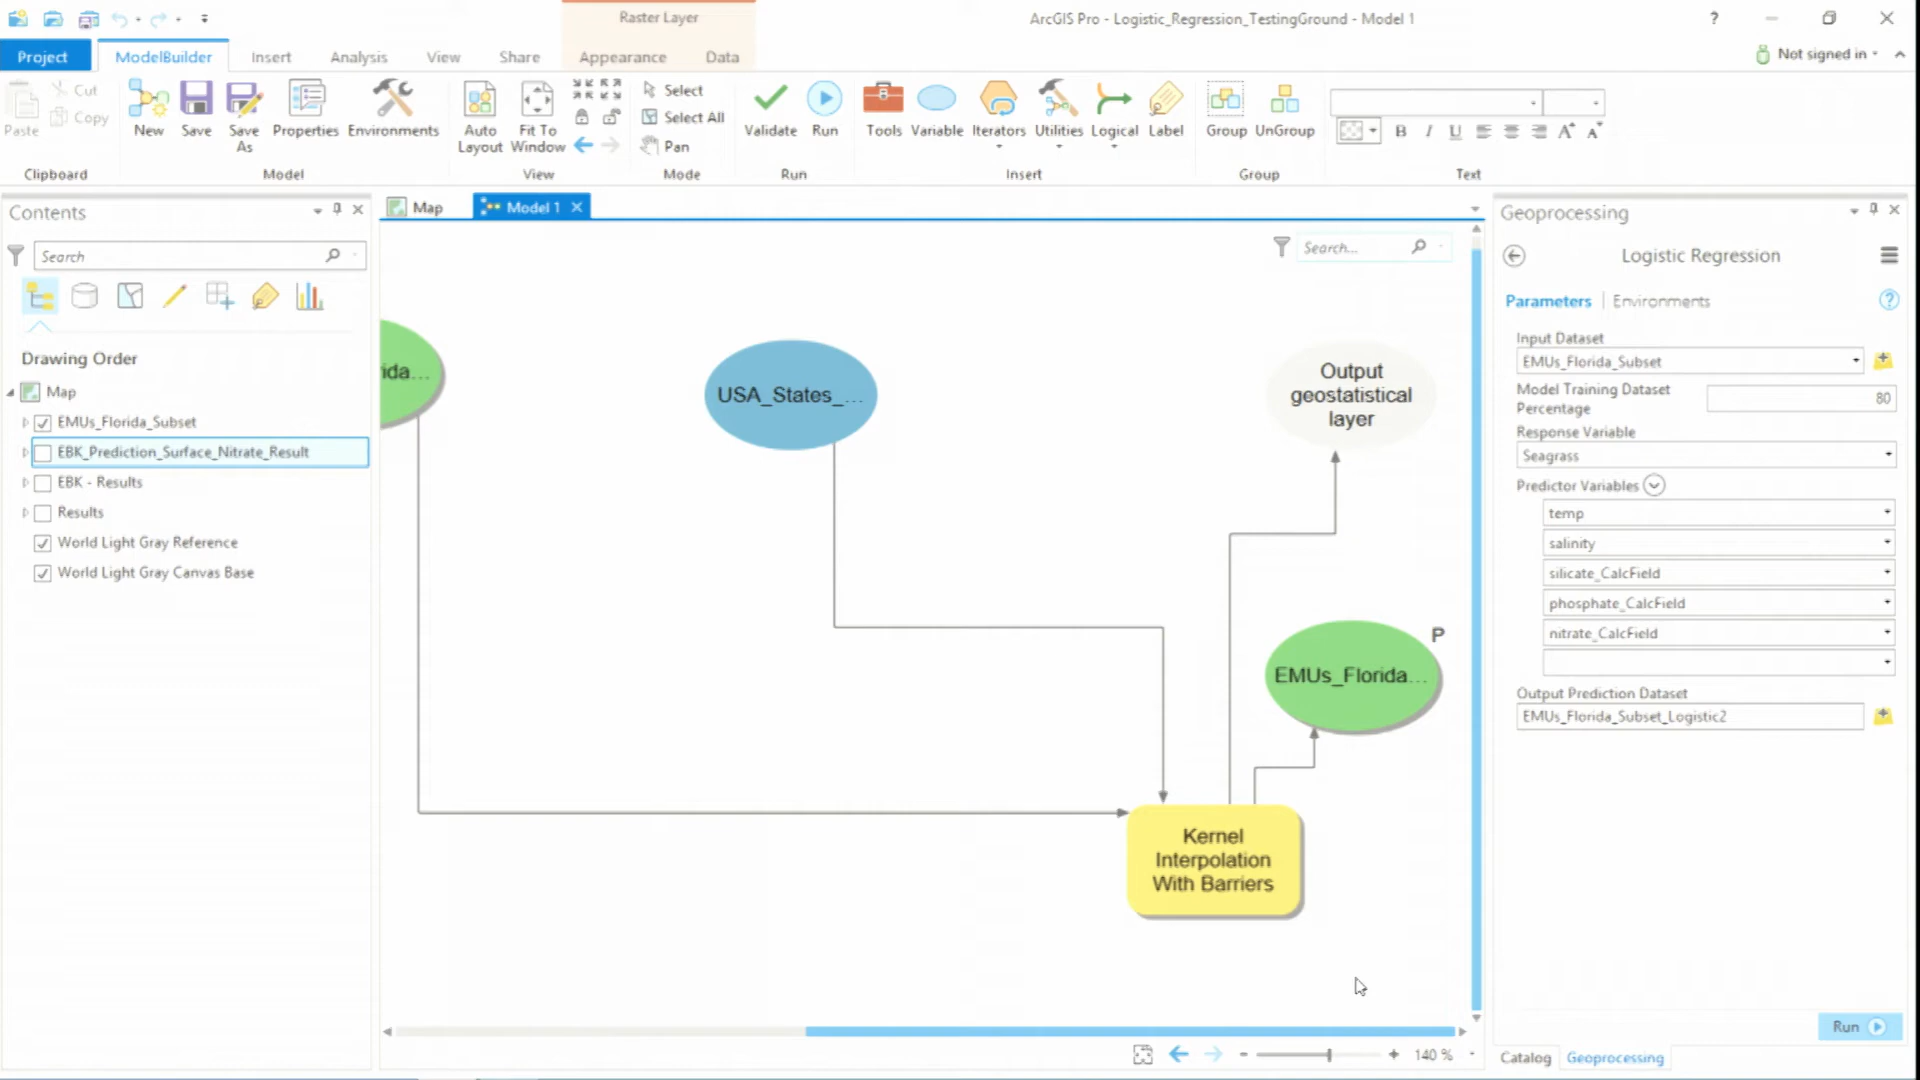 Raster Layer
ArcGIS Pro - Logistic_Regression_TestingGround - Model 1
?
Project
ModelBuilder
Insert
Analysis
View
Share
Appearance
Data
Not signed in
Paste
Cut
Copy
Clipboard
New
Save
Save As
Properties
Environments
Model
Auto Layout
Fit To Window
View
Select
Select All
Pan
Mode
Validate
Run
Run
Tools
Variable
Iterators
Utilities
Logical
Label
Insert
Group
UnGroup
Group
B I U
A A
Text
Contents
Search
Drawing Order
Map
EMUs_Florida_Subset
EBK_Prediction_Surface_Nitrate_Result
EBK - Results
Results
World Light Gray Reference
World Light Gray Canvas Base
Map
Model 1
Search...
ida...
USA_States_...
Output
geostatistical
layer
P
EMUs_Florida...
Kernel
Interpolation
With Barriers
140 %
Geoprocessing
Logistic Regression
Parameters
Environments
?
Input Dataset
EMUs_Florida_Subset
Model Training Dataset
Percentage
80
Response Variable
Seagrass
Predictor Variables
temp
salinity
silicate_CalcField
phosphate_CalcField
nitrate_CalcField
Output Prediction Dataset
EMUs_Florida_Subset_Logistic2
Run
Catalog
Geoprocessing